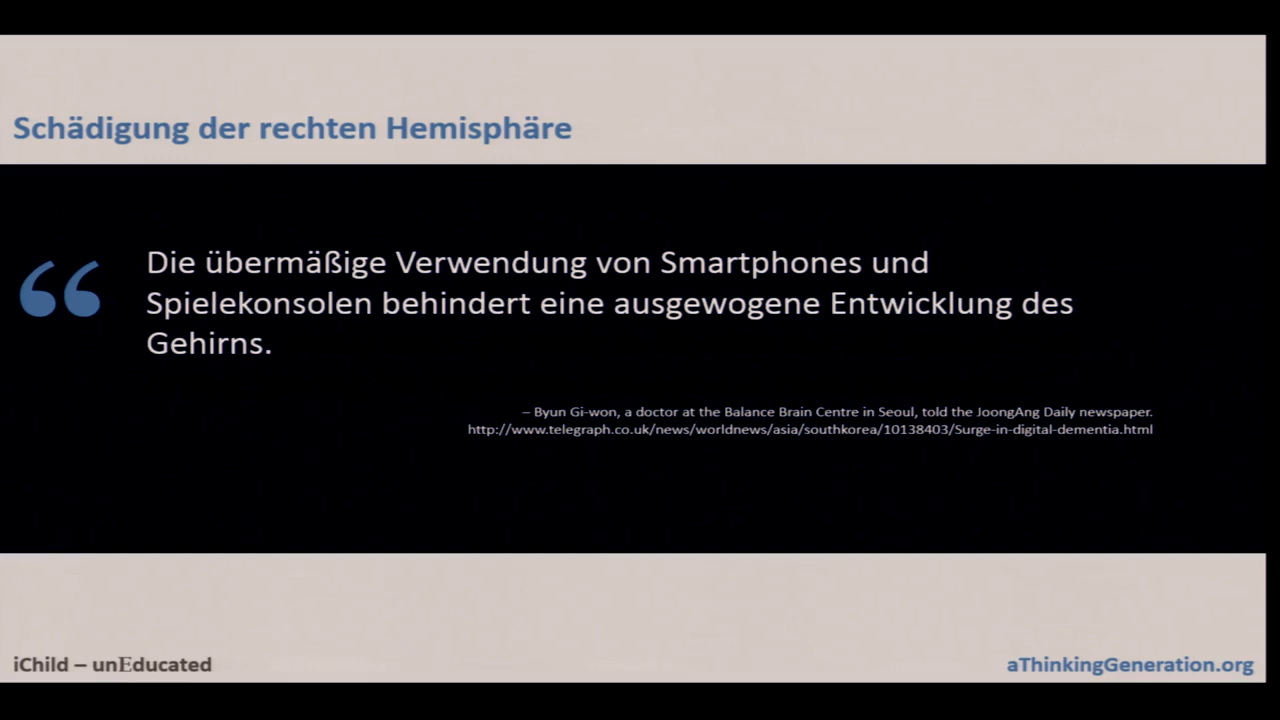 Schädigung der rechten Hemisphäre
“
Die übermäßige Verwendung von Smartphones und
Spielekonsolen behindert eine ausgewogene Entwicklung des
Gehirns.
– Byun Gi-won, a doctor at the Balance Brain Centre in Seoul, told the JoongAng Daily newspaper.
http://www.telegraph.co.uk/news/worldnews/asia/southkorea/10138403/Surge-in-digital-dementia.html
iChild – unEducated
aThinkingGeneration.org